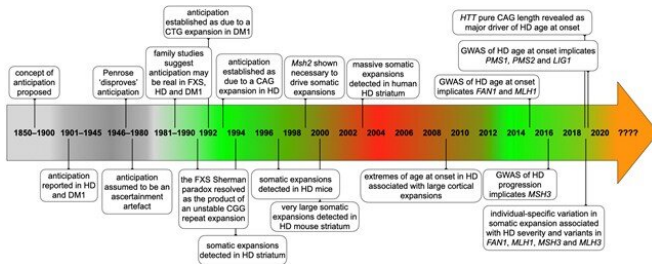 anticipation
established as due to a
CTG expansion in DM1
HTT pure CAG length revealed as
major driver of HD age at onset
family studies
suggest anticipation may
be real in FXS,
HD and DM1
GWAS of HD age at onset implicates
PMS1, PMS2 and LIG1
concept of
anticipation
proposed
Penrose 'disproves'
anticipation
anticipation
established as due to a CAG
expansion in HD
Msh2 shown
necessary to
drive somatic
expansions
massive somatic
expansions
detected in human
HD striatum
GWAS of HD age at onset
implicates FAN1 and MLH1
1850–1900
1901–1945
1946–1980
1981–1990
1992
1994
1996
1998
2000
2002
2004
2006
2008
2010
2012
2014
2016
2018
2020
????
anticipation
reported in HD
and DM1
anticipation
assumed to be an
ascertainment
artefact
the FXS Sherman
paradox resolved
as the product of
an unstable CGG
repeat expansion
somatic expansions
detected in HD mice
extremes of age at onset in HD
associated with large cortical
expansions
GWAS of HD
progression
implicates MSH3
very large somatic
expansions detected in
HD mouse striatum
individual-specific variation in
somatic expansion associated
with HD severity and variants in
FAN1, MLH1, MSH3 and MLH3
somatic expansions
detected in HD striatum